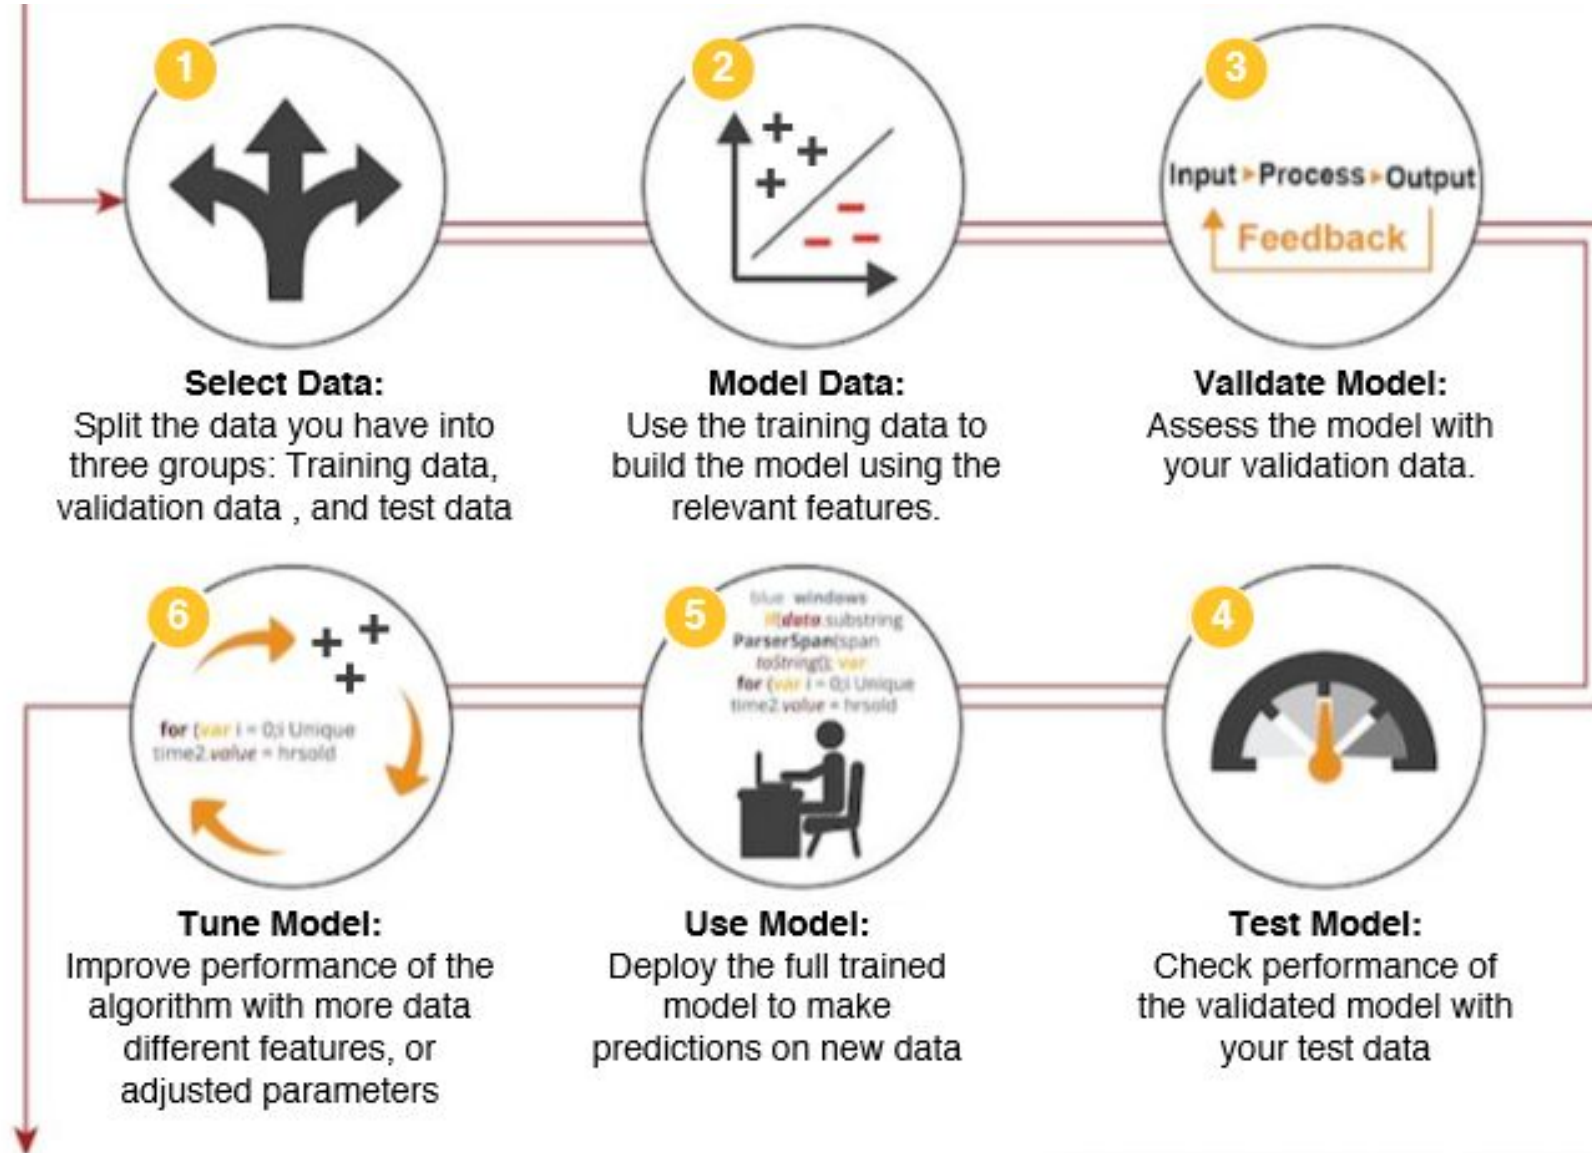 1
Select Data:
Split the data you have into
three groups: Training data,
validation data , and test data
2
Model Data:
Use the training data to
build the model using the
relevant features.
3
Input Process Output
Feedback
Validate Model:
Assess the model with
your validation data.
4
Test Model:
Check performance of
the validated model with
your test data
5
blue windows
if(data.substring
ParserSpan(span
toString(); var
for (var i = 0;i Unique
time2.value = hrsold
Use Model:
Deploy the full trained
model to make
predictions on new data
6
for (var i = 0;i Unique
time2.value = hrsold
Tune Model:
Improve performance of the
algorithm with more data
different features, or
adjusted parameters